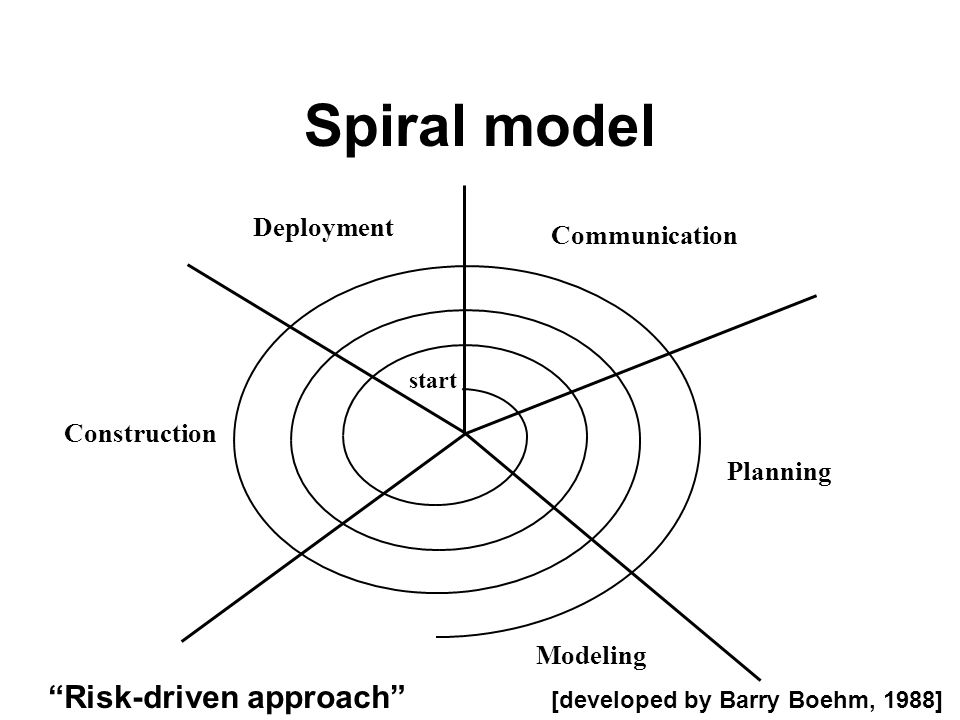 Spiral model
Deployment
Communication
start
Construction
Planning
Modeling
“Risk-driven approach”
[developed by Barry Boehm, 1988]